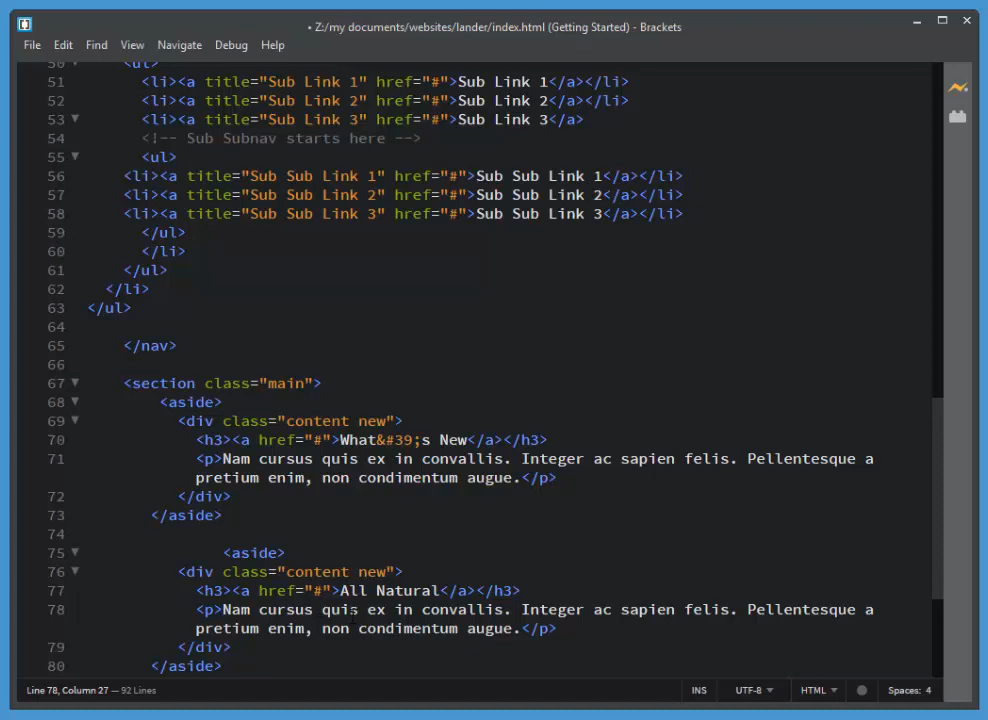 • Z:/my documents/websites/lander/index.html (Getting Started) - Brackets
File Edit Find View Navigate Debug Help
50 <ul>
51 <li><a title="Sub Link 1" href="#">Sub Link 1</a></li>
52 <li><a title="Sub Link 2" href="#">Sub Link 2</a></li>
53 <li><a title="Sub Link 3" href="#">Sub Link 3</a>
54 <!-- Sub Subnav starts here -->
55 <ul>
56 <li><a title="Sub Sub Link 1" href="#">Sub Sub Link 1</a></li>
57 <li><a title="Sub Sub Link 2" href="#">Sub Sub Link 2</a></li>
58 <li><a title="Sub Sub Link 3" href="#">Sub Sub Link 3</a></li>
59 </ul>
60 </li>
61 </ul>
62 </li>
63 </ul>
64
65 </nav>
66
67 <section class="main">
68 <aside>
69 <div class="content new">
70 <h3><a href="#">What&#39;s New</a></h3>
71 <p>Nam cursus quis ex in convallis. Integer ac sapien felis. Pellentesque a
pretium enim, non condimentum augue.</p>
72 </div>
73 </aside>
74
75 <aside>
76 <div class="content new">
77 <h3><a href="#">All Natural</a></h3>
78 <p>Nam cursus quis ex in convallis. Integer ac sapien felis. Pellentesque a
pretium enim, non condimentum augue.</p>
79 </div>
80 </aside>
Line 78, Column 27 — 92 Lines INS UTF-8 HTML Spaces: 4